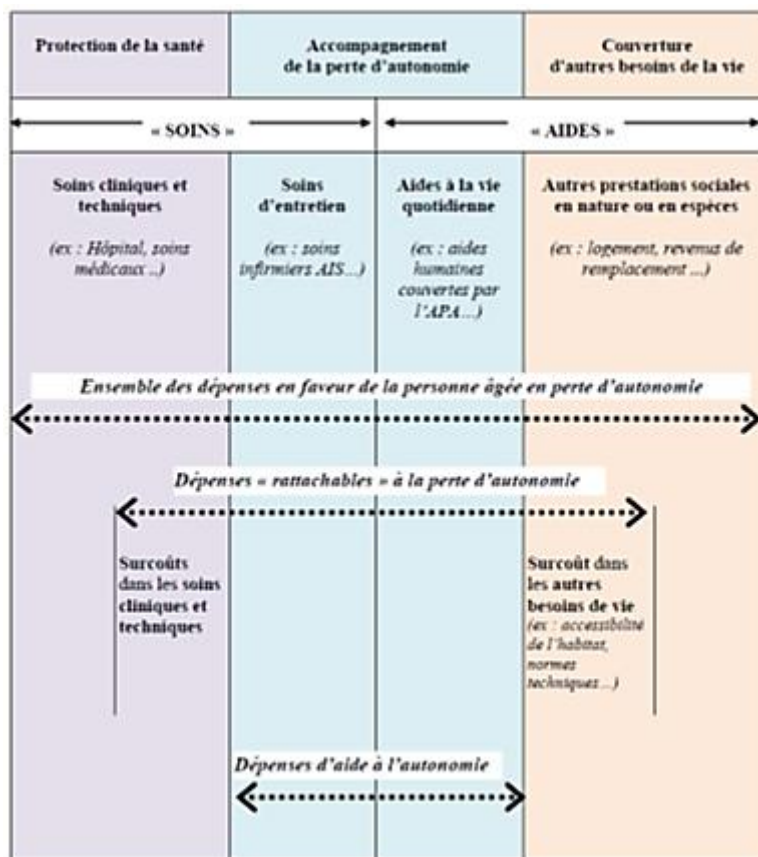 Protection de la santé
Accompagnement
de la perte d'autonomie
Couverture
d'autres besoins de la vie
« SOINS »
« AIDES »
Soins cliniques et
techniques
(ex : Hôpital, soins
médicaux ..)
Soins
d'entretien
(ex : soins
infirmiers AIS...)
Aides à la vie
quotidienne
(ex : aides
humaines
couvertes par
l'APA ...)
Autres prestations sociales
en nature ou en espèces
(ex : logement, revenus de
remplacement ...)
Ensemble des dépenses en faveur de la personne âgée en perte d'autonomie
Dépenses « rattachables » à la perte d'autonomie
Surcoûts
dans les soins
cliniques et
techniques
Surcoût dans
les autres
besoins de vie
(ex : accessibilité
de l'habitat,
normes
techniques ...)
Dépenses d'aide à l'autonomie